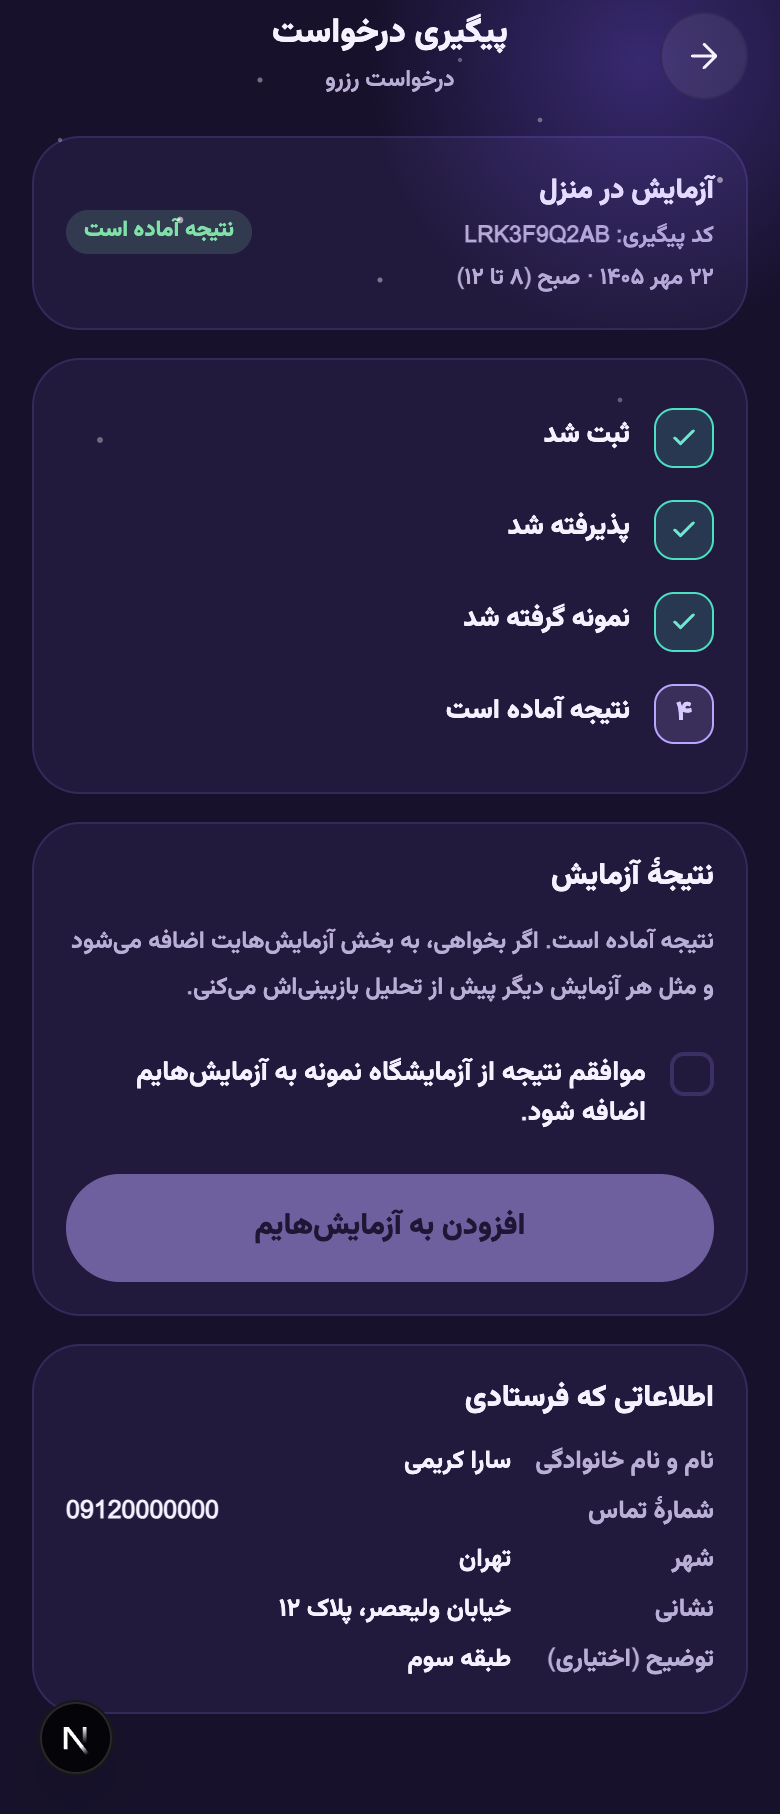 پیگیری درخواست
درخواست رزرو
آزمایش در منزل
کد پیگیری: LRK3F9Q2AB
۲۲ مهر ۱۴۰۵ · صبح (۸ تا ۱۲)
نتیجه آماده است
ثبت شد
پذیرفته شد
نمونه گرفته شد
۴ نتیجه آماده است
نتیجهٔ آزمایش
نتیجه آماده است. اگر بخواهی، به بخش آزمایش‌هایت اضافه می‌شود
و مثل هر آزمایش دیگر پیش از تحلیل بازبینی‌اش می‌کنی.
موافقم نتیجه از آزمایشگاه نمونه به آزمایش‌هایم
اضافه شود.
افزودن به آزمایش‌هایم
اطلاعاتی که فرستادی
نام و نام خانوادگی سارا کریمی
شمارهٔ تماس 09120000000
شهر تهران
نشانی خیابان ولیعصر، پلاک ۱۲
توضیح (اختیاری) طبقه سوم
N